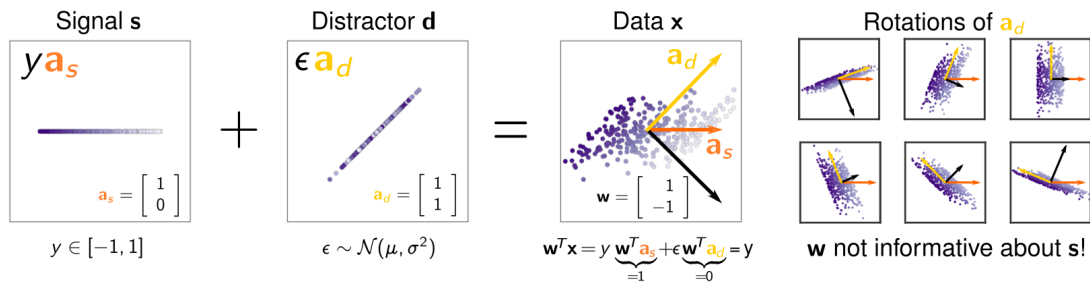 Signal s
y a_s
a_s = [ 1 0 ]
y ∈ [−1, 1]
+
Distractor d
ϵ a_d
a_d = [ 1 1 ]
ϵ ∼ N(μ, σ²)
=
Data x
a_d
a_s
w = [ 1 −1 ]
w^T x = y w^T a_s + ϵ w^T a_d = y
=1 =0
Rotations of a_d
w not informative about s!